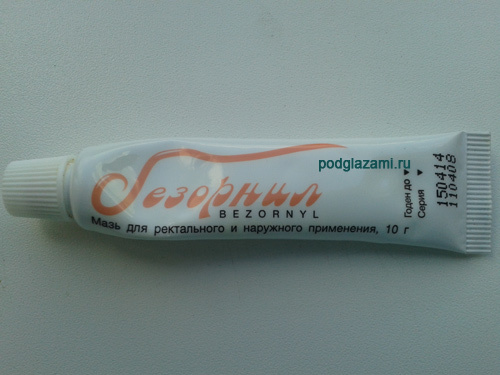 podglazami.ru
Безорнил
BEZORNYL
Мазь для ректального и наружного применения, 10 г
Годен до ▼ 150414
Серия ▼ 110408